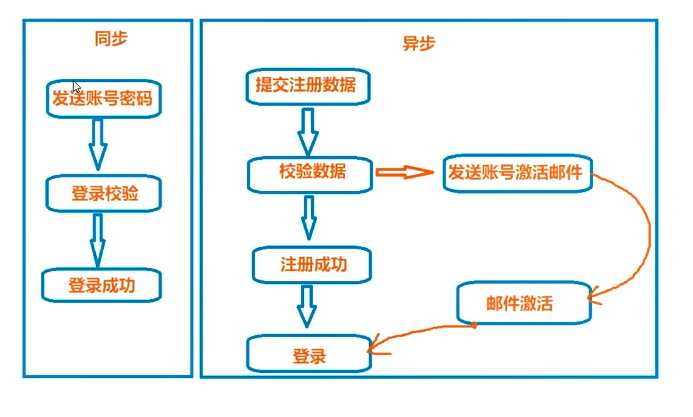 同步
发送账号密码
登录校验
登录成功
异步
提交注册数据
校验数据
发送账号激活邮件
注册成功
邮件激活
登录